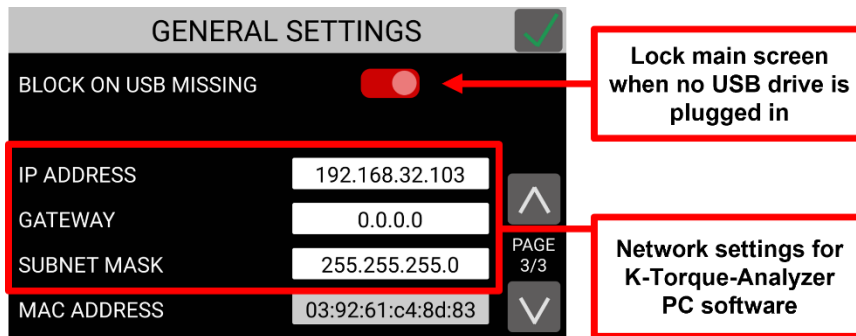 GENERAL SETTINGS
BLOCK ON USB MISSING
Lock main screen
when no USB drive is
plugged in
IP ADDRESS 192.168.32.103
GATEWAY 0.0.0.0
SUBNET MASK 255.255.255.0
MAC ADDRESS 03:92:61:c4:8d:83
PAGE
3/3
Network settings for
K-Torque-Analyzer
PC software